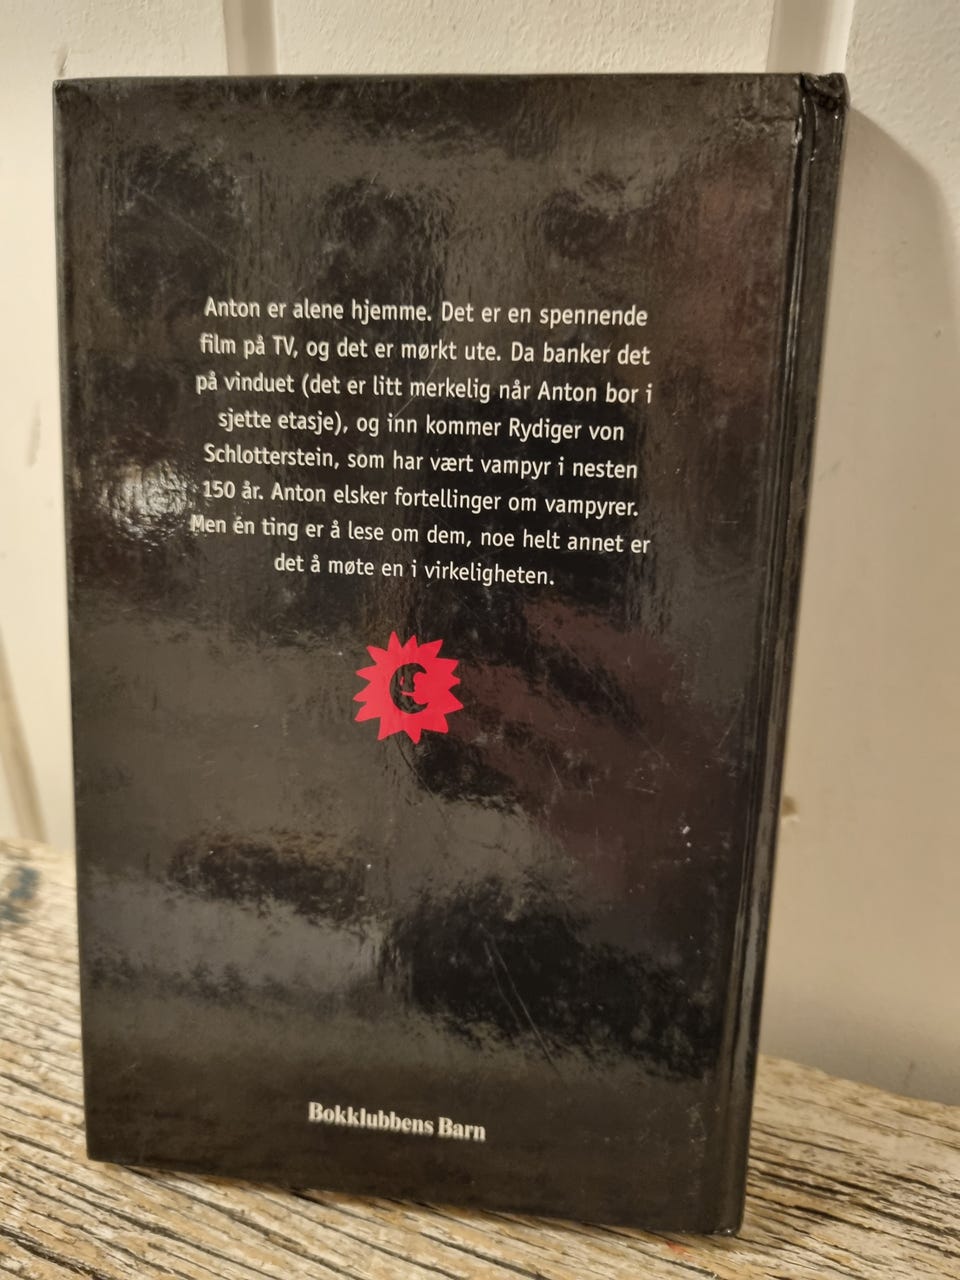 Anton er alene hjemme. Det er en spennende
film på TV, og det er mørkt ute. Da banker det
på vinduet (det er litt merkelig når Anton bor i
sjette etasje), og inn kommer Rydiger von
Schlotterstein, som har vært vampyr i nesten
150 år. Anton elsker fortellinger om vampyrer.
Men én ting er å lese om dem, noe helt annet er
det å møte en i virkeligheten.
Bokklubbens Barn